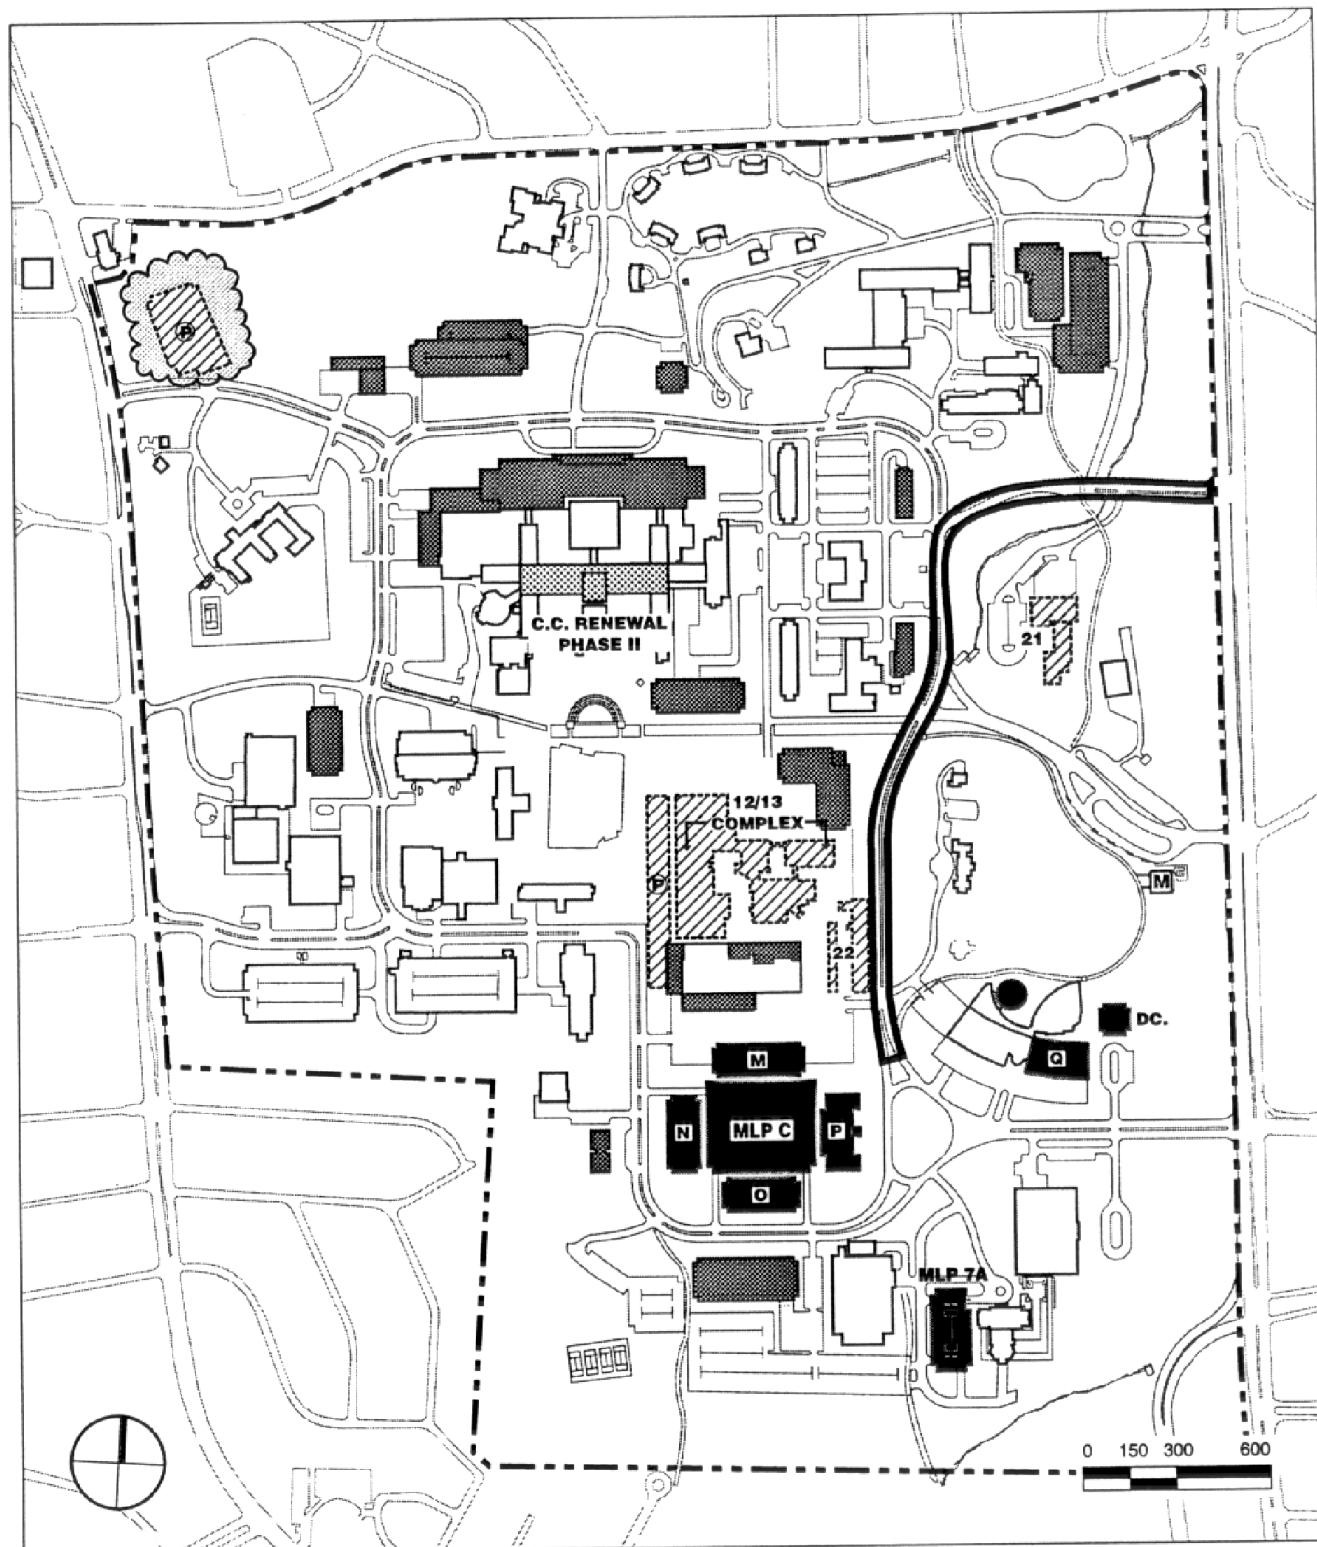 P
C.C. RENEWAL
PHASE II
21
12/13
COMPLEX
P
M
22
DC.
M
Q
N
MLP C
P
O
MLP 7A
0 150 300 600